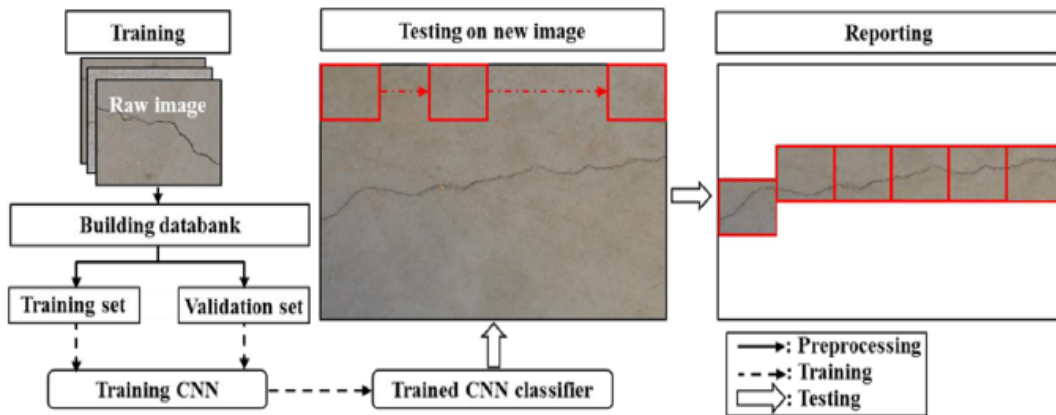 Training
Raw image
Building databank
Training set
Validation set
Training CNN
Testing on new image
Trained CNN classifier
Reporting
: Preprocessing
: Training
: Testing